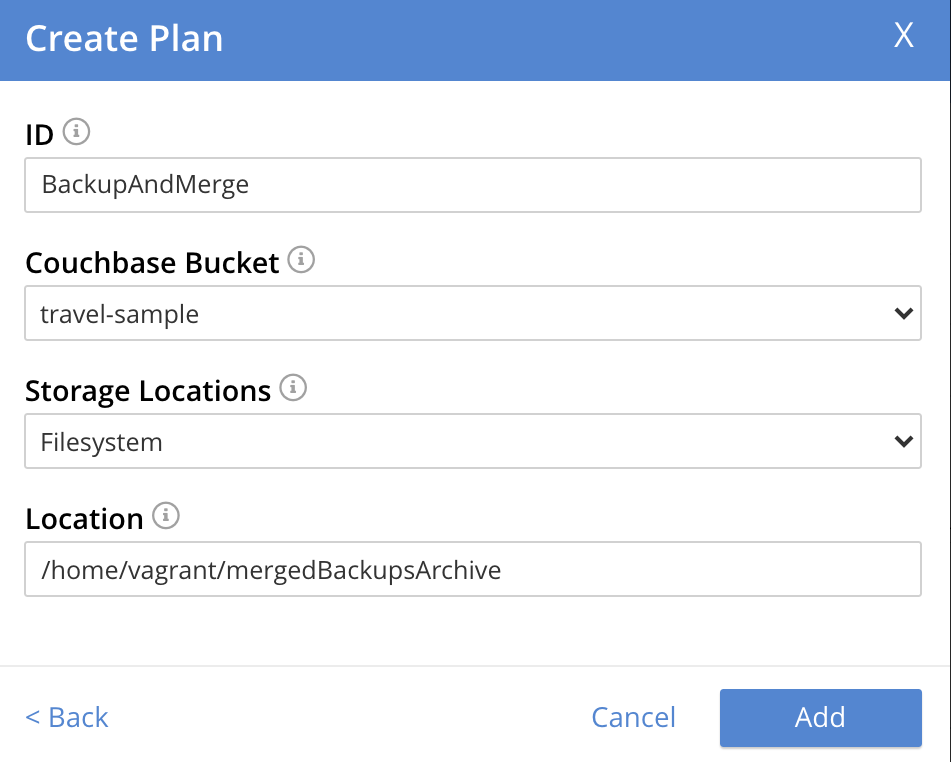 Create Plan X
ID
BackupAndMerge
Couchbase Bucket
travel-sample
Storage Locations
Filesystem
Location
/home/vagrant/mergedBackupsArchive
< Back Cancel Add